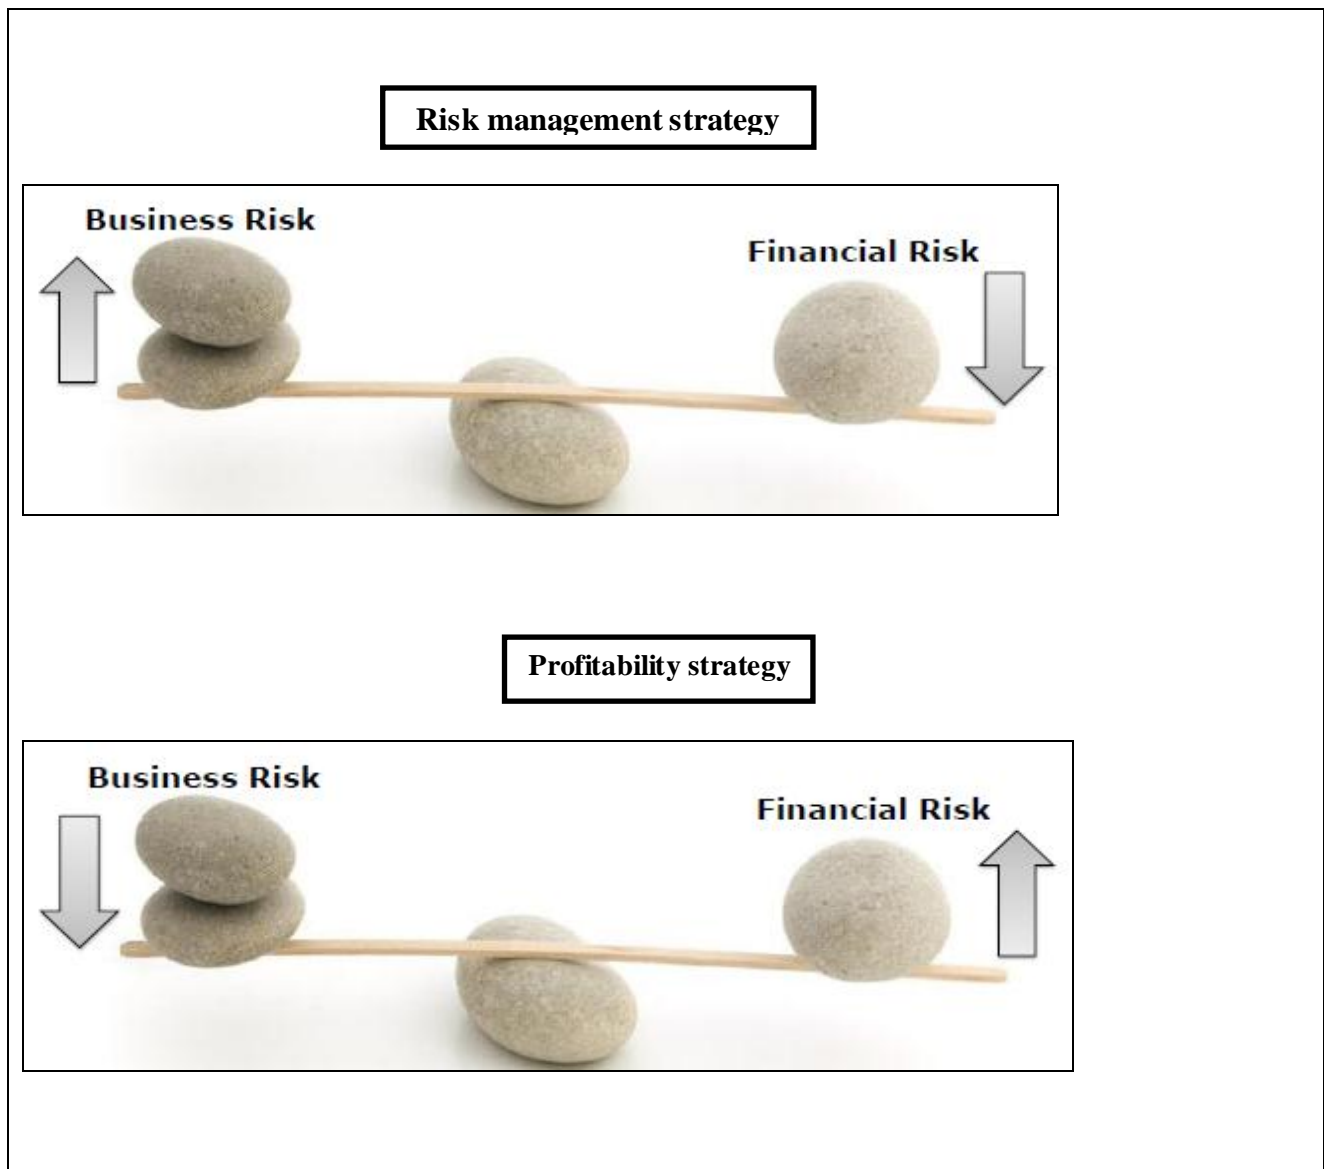 Risk management strategy
Business Risk
Financial Risk
Profitability strategy
Business Risk
Financial Risk